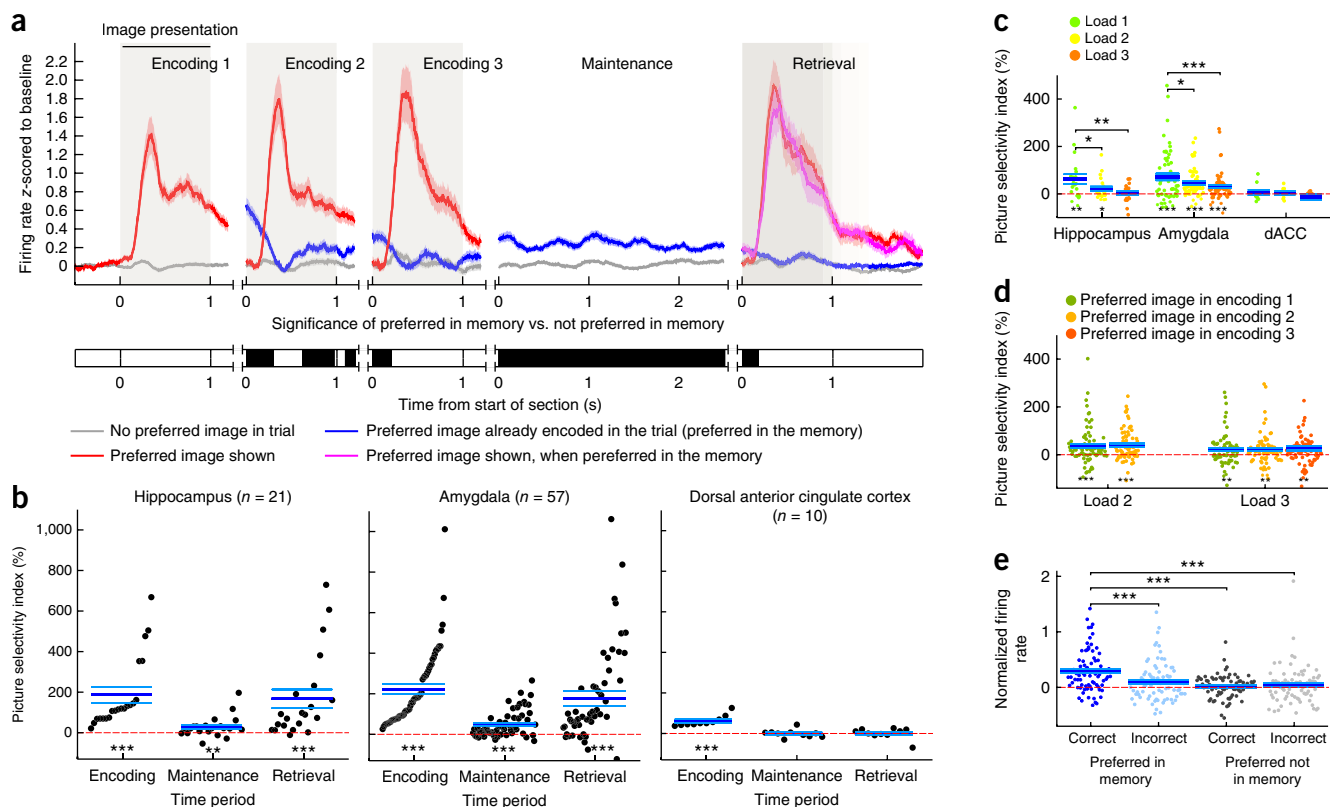 a
Image presentation
Encoding 1
Encoding 2
Encoding 3
Maintenance
Retrieval
Firing rate z-scored to baseline
2.2
2.0
1.8
1.6
1.4
1.2
1.0
0.8
0.6
0.4
0.2
0
0 1 0 1 0 1 0 1 2 0 1
Significance of preferred in memory vs. not preferred in memory
0 1 0 1 0 1 0 1 2 0 1
Time from start of section (s)
No preferred image in trial
Preferred image shown
Preferred image already encoded in the trial (preferred in the memory)
Preferred image shown, when preferred in the memory
b
Hippocampus (n = 21)
Amygdala (n = 57)
Dorsal anterior cingulate cortex
(n = 10)
Picture selectivity index (%)
1,000
800
600
400
200
0
*** ** ***
*** *** ***
***
Encoding Maintenance Retrieval
Time period
Encoding Maintenance Retrieval
Time period
Encoding Maintenance Retrieval
Time period
c
Load 1
Load 2
Load 3
Picture selectivity index (%)
400
200
0
**
*
***
*
** *
*** *** ***
Hippocampus Amygdala dACC
d
Preferred image in encoding 1
Preferred image in encoding 2
Preferred image in encoding 3
Picture selectivity index (%)
400
200
0
*** ***
** ** **
Load 2 Load 3
e
Normalized firing
rate
2
1
0
***
***
***
Correct Incorrect Correct Incorrect
Preferred in
memory
Preferred not
in memory